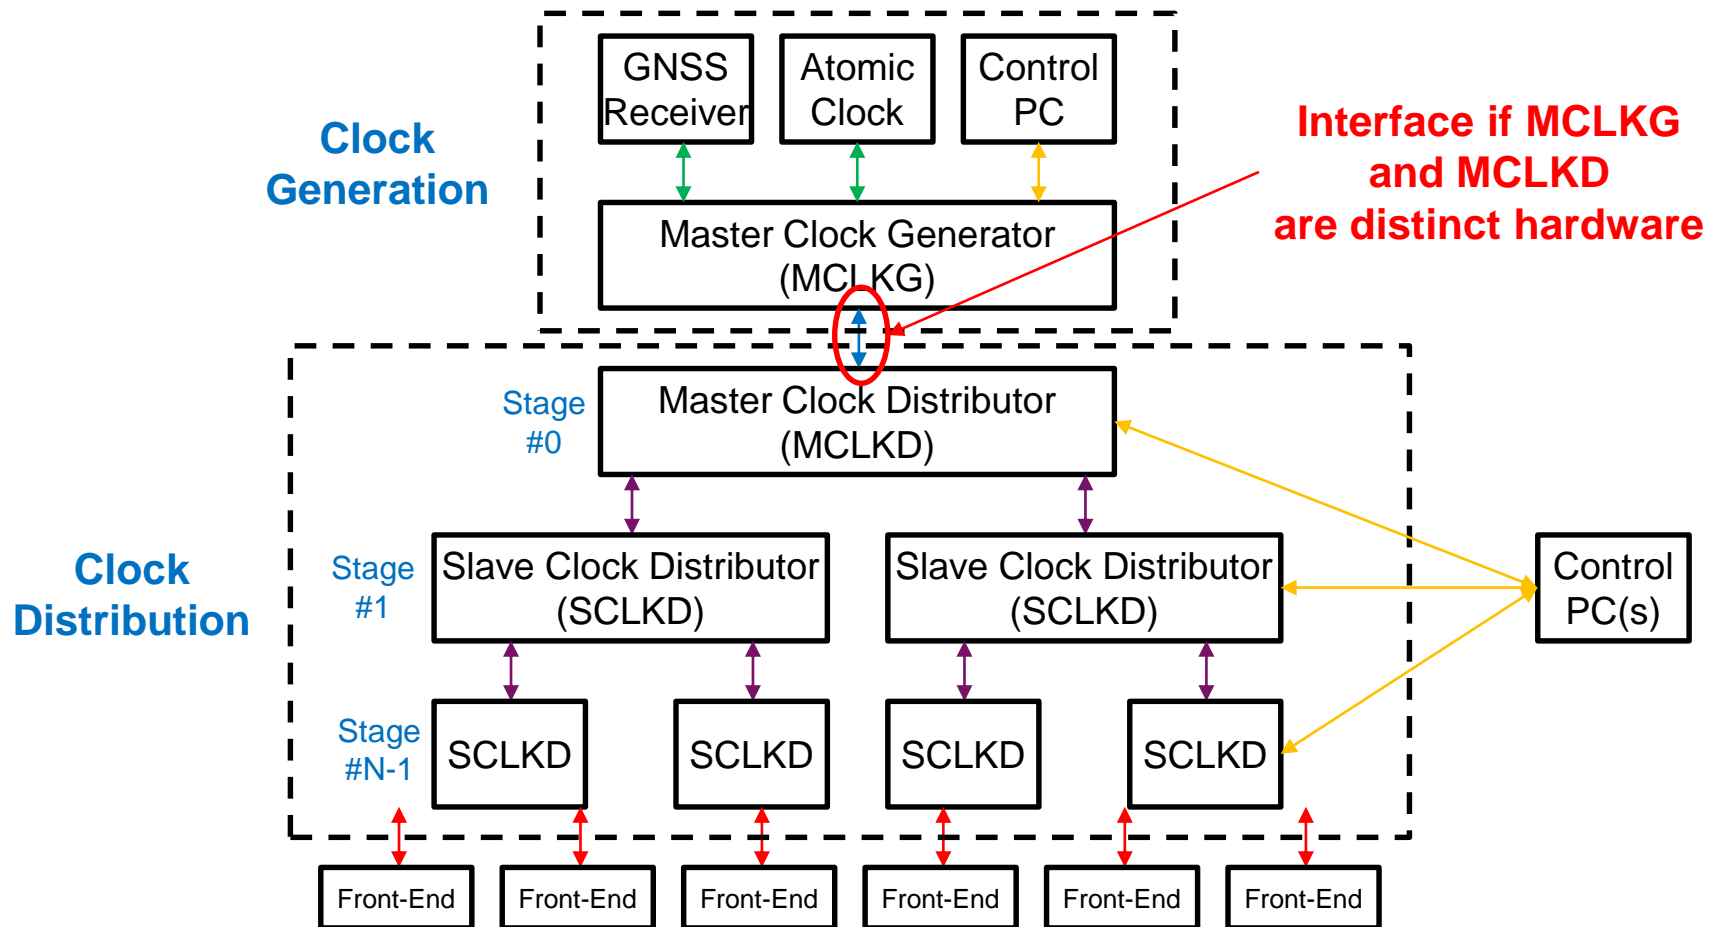 GNSS
Receiver
Atomic
Clock
Control
PC
Clock
Generation
Interface if MCLKG
and MCLKD
are distinct hardware
Master Clock Generator
(MCLKG)
Stage
#0
Master Clock Distributor
(MCLKD)
Clock
Distribution
Stage
#1
Slave Clock Distributor
(SCLKD)
Slave Clock Distributor
(SCLKD)
Control
PC(s)
Stage
#N-1
SCLKD
SCLKD
SCLKD
SCLKD
Front-End
Front-End
Front-End
Front-End
Front-End
Front-End